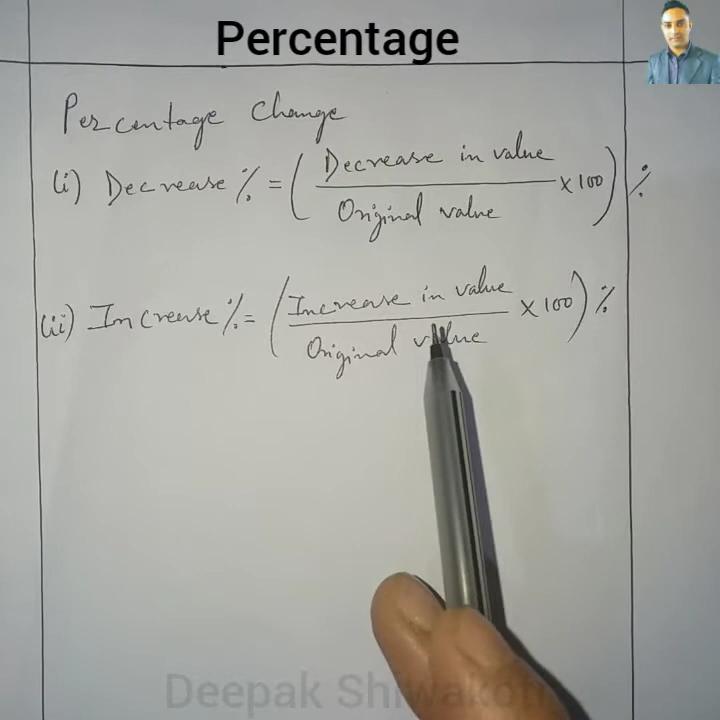 Percentage
Percentage Change
(i) Decrease % = (Decrease in value / Original value × 100) %
(ii) Increase % = (Increase in value / Original value × 100) %
Deepak Shiwakoti